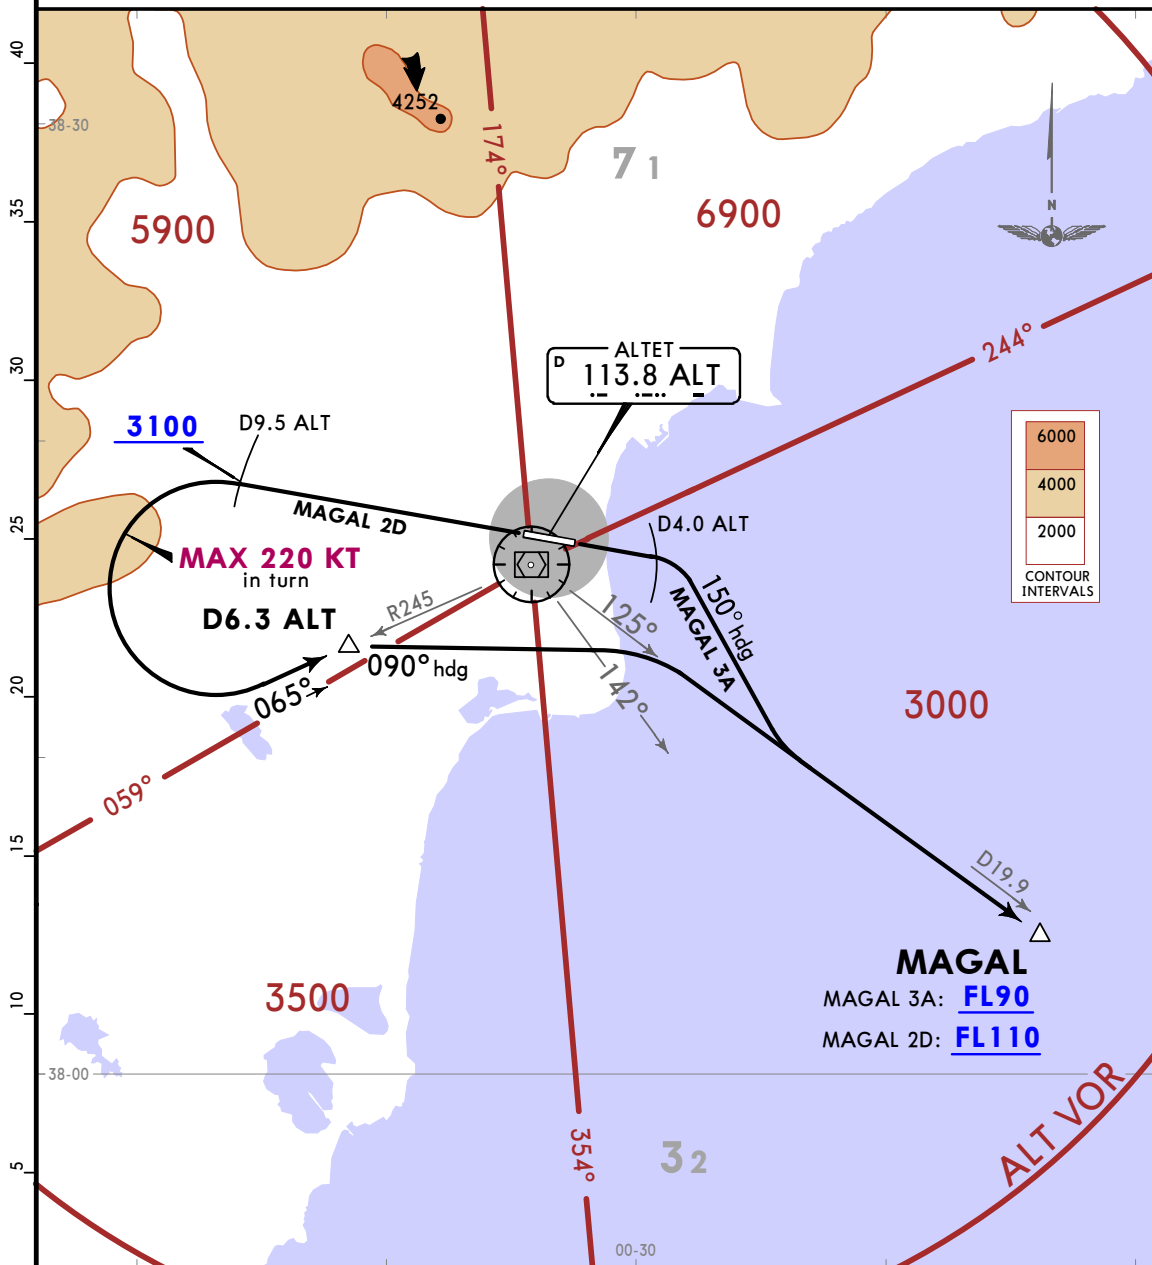 40
4252
38-30
174°
7 1
35
5900
6900
N
244°
30
ALTET
D 113.8 ALT
3100
D9.5 ALT
6000
4000
2000
CONTOUR
INTERVALS
25
MAGAL 2D
D4.0 ALT
MAX 220 KT
in turn
D6.3 ALT
R245
125°
150° hdg
MAGAL 3A
090° hdg
065°
142°
20
3000
059°
15
D19.9
MAGAL
MAGAL 3A: FL90
MAGAL 2D: FL110
3500
10
38-00
ALT VOR
354°
3 2
5
00-30